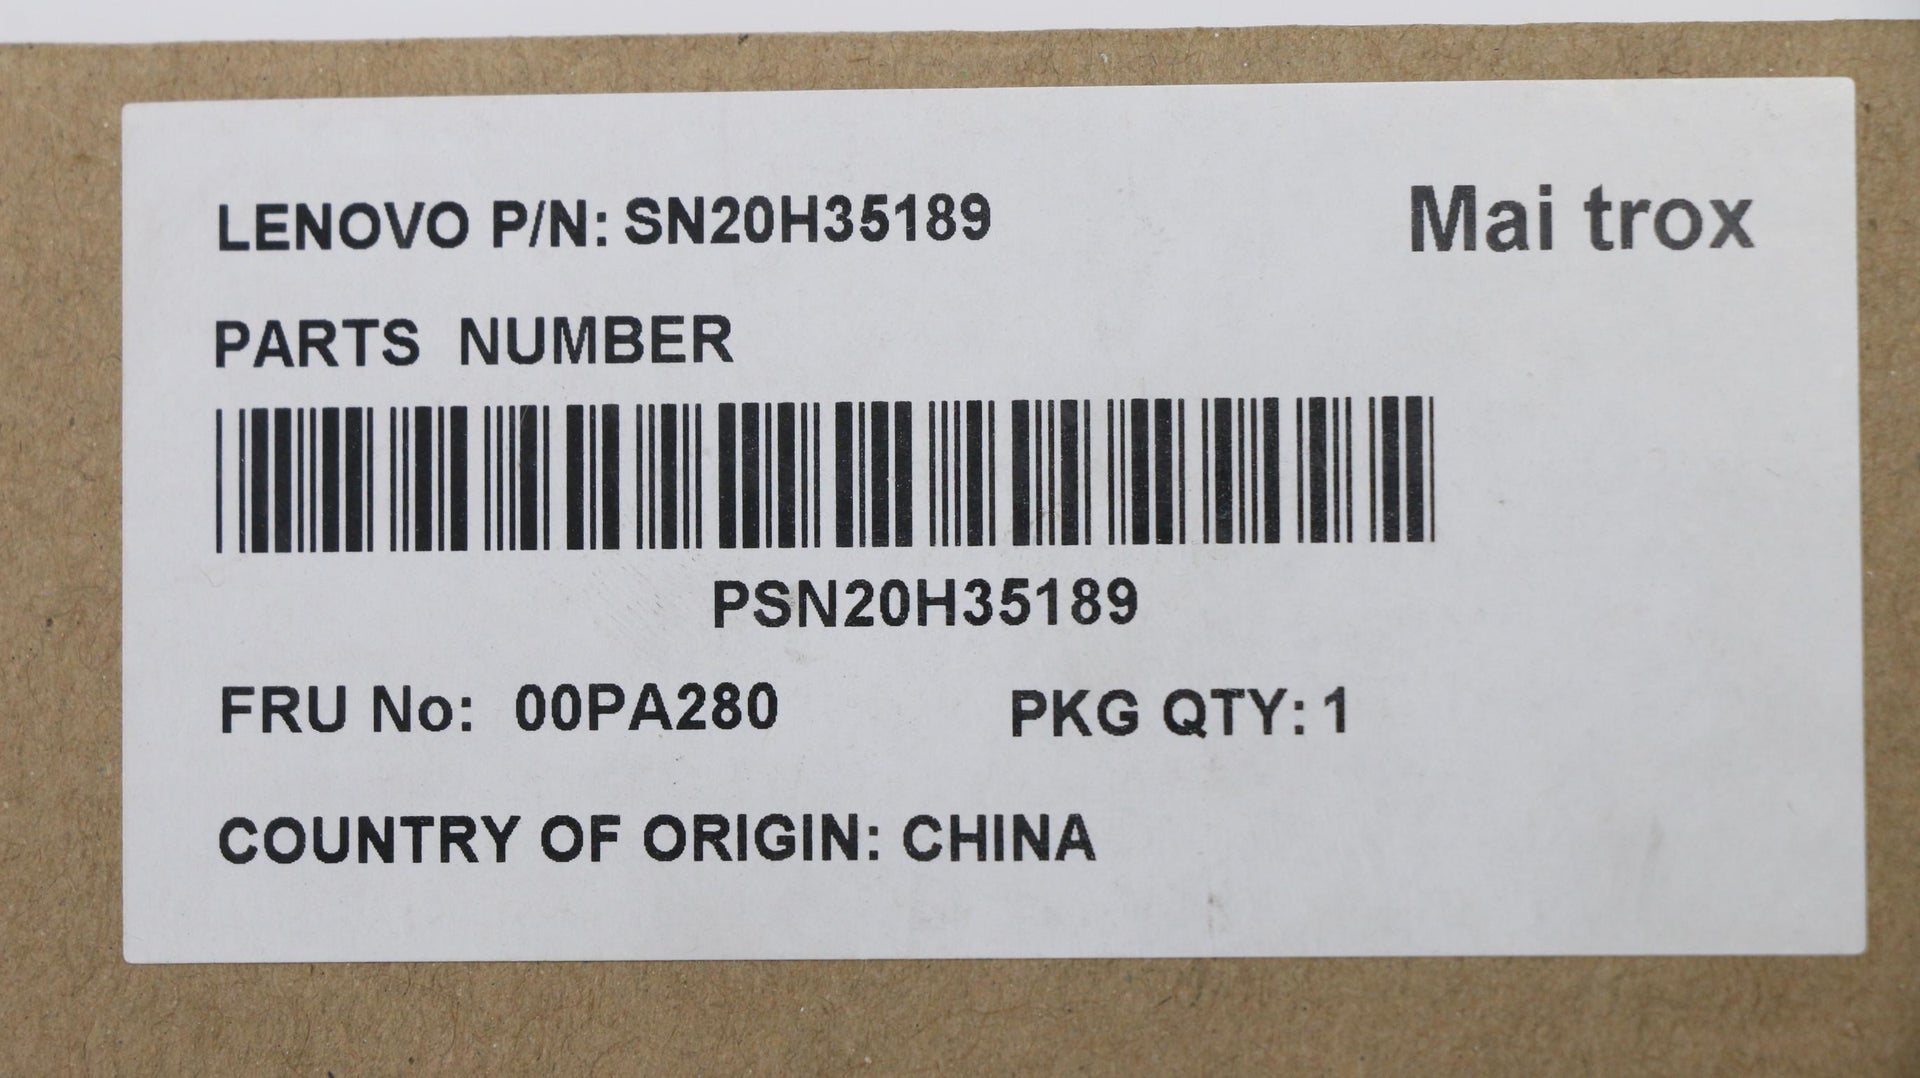 LENOVO P/N: SN20H35189
Mai trox
PARTS NUMBER
PSN20H35189
FRU No: 00PA280
PKG QTY: 1
COUNTRY OF ORIGIN: CHINA